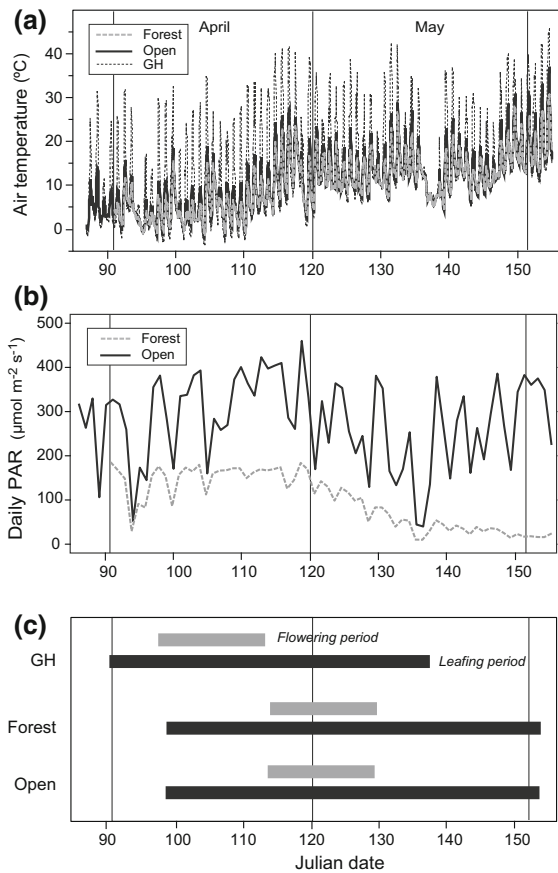 (a)
April
May
Forest
Open
GH
Air temperature (ºC)
40
30
20
10
0
90 100 110 120 130 140 150
(b)
Forest
Open
Daily PAR (µmol m⁻² s⁻¹)
500
400
300
200
100
0
90 100 110 120 130 140 150
(c)
Flowering period
GH
Leafing period
Forest
Open
90 100 110 120 130 140 150
Julian date